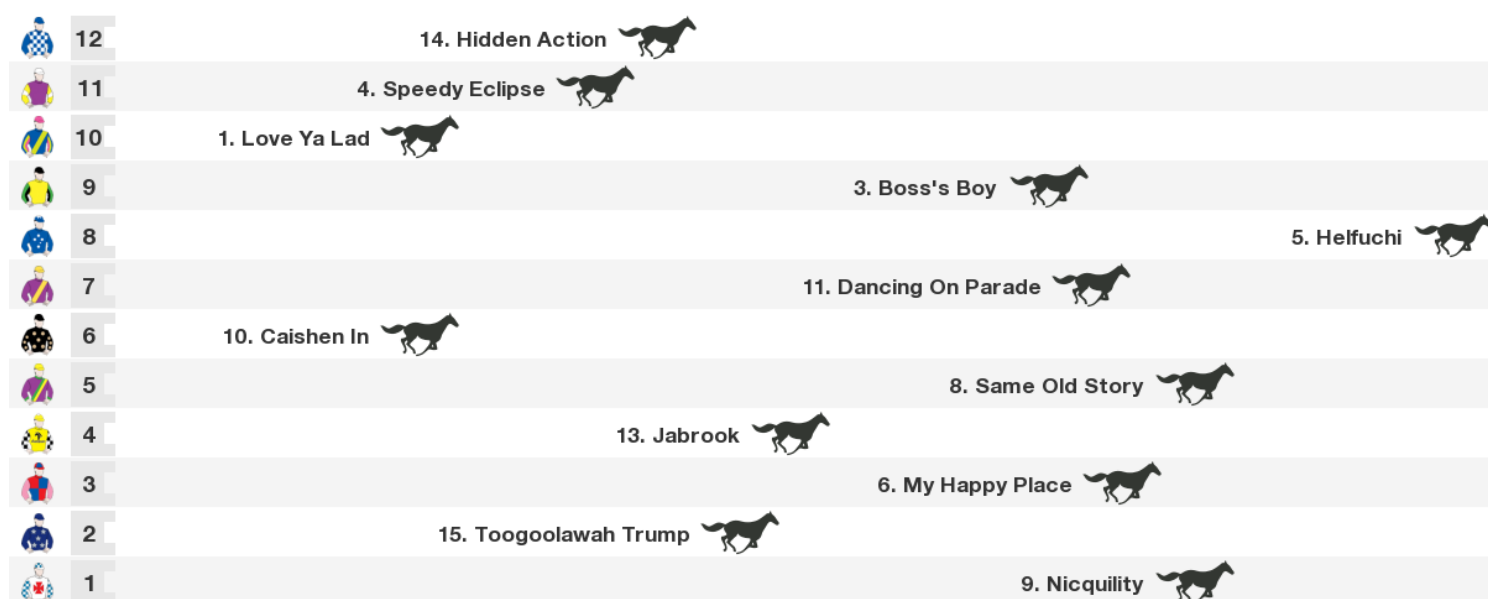 12 14. Hidden Action
11 4. Speedy Eclipse
10 1. Love Ya Lad
9 3. Boss's Boy
8 5. Helfuchi
7 11. Dancing On Parade
6 10. Caishen In
5 8. Same Old Story
4 13. Jabrook
3 6. My Happy Place
2 15. Toogoolawah Trump
1 9. Nicquility